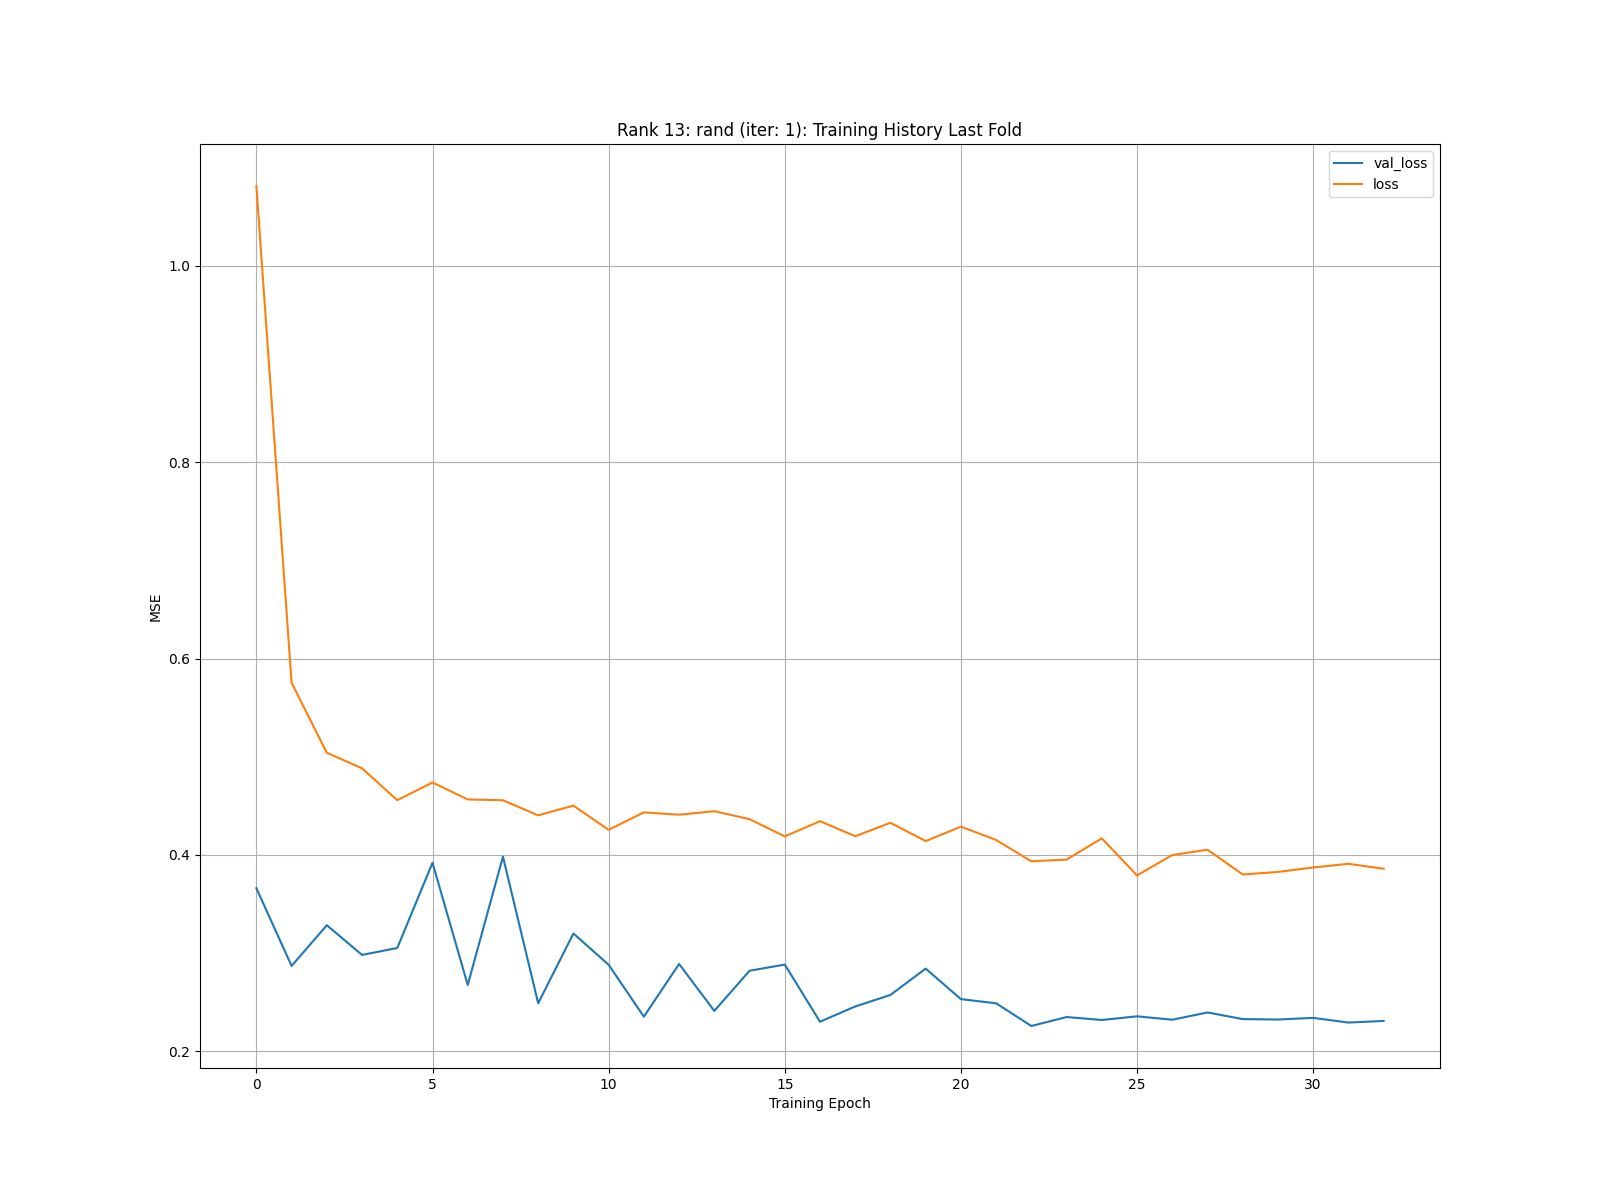 Rank 13: rand (iter: 1): Training History Last Fold
val_loss
loss
1.0
0.8
0.6
0.4
0.2
MSE
0 5 10 15 20 25 30
Training Epoch